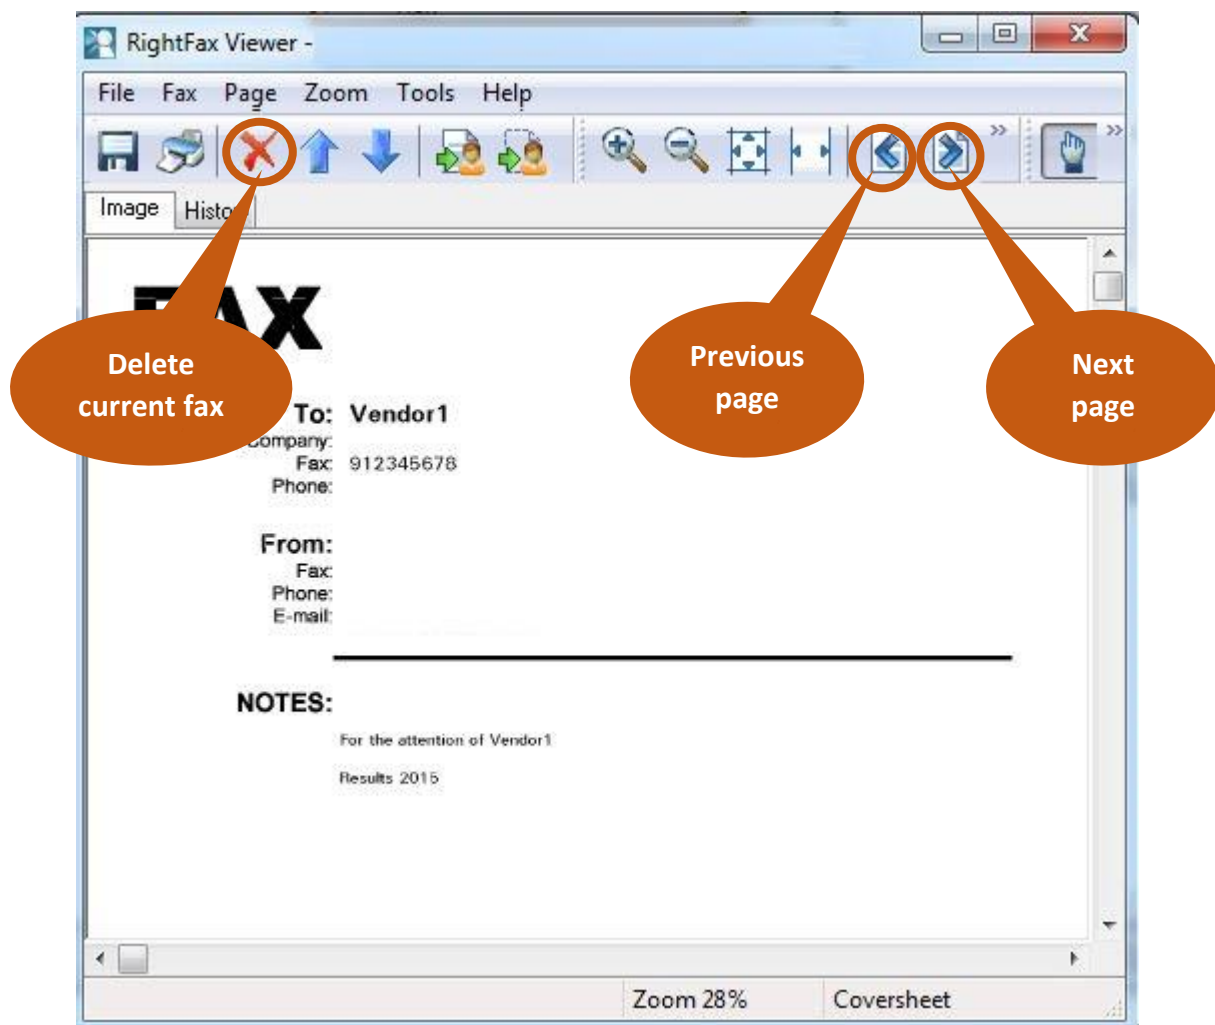 RightFax Viewer -
File Fax Page Zoom Tools Help
Image
Delete
current fax
Previous
page
Next
page
To: Vendor1
Company:
Fax: 912345678
Phone:
From:
Fax:
Phone:
E-mail:
NOTES:
For the attention of Vendor1
Results 2015
Zoom 28% Coversheet